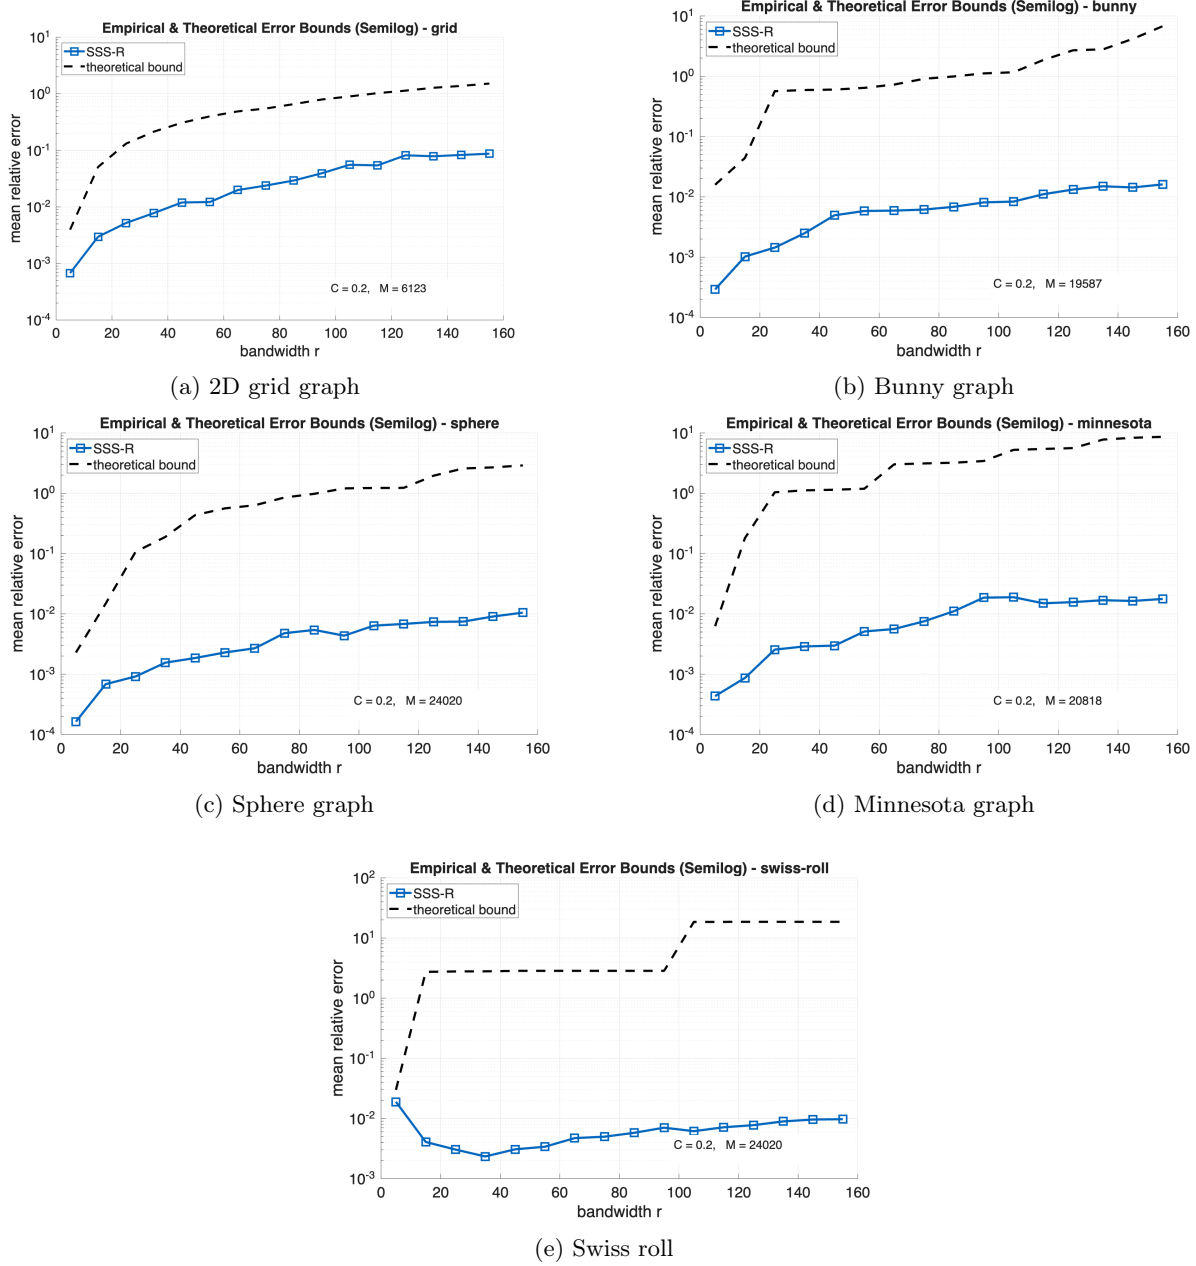 Empirical & Theoretical Error Bounds (Semilog) - grid
SSS-R
theoretical bound
mean relative error
10^1
10^0
10^-1
10^-2
10^-3
10^-4
C = 0.2, M = 6123
0 20 40 60 80 100 120 140 160
bandwidth r
(a) 2D grid graph
Empirical & Theoretical Error Bounds (Semilog) - bunny
SSS-R
theoretical bound
mean relative error
10^1
10^0
10^-1
10^-2
10^-3
10^-4
C = 0.2, M = 19587
0 20 40 60 80 100 120 140 160
bandwidth r
(b) Bunny graph
Empirical & Theoretical Error Bounds (Semilog) - sphere
SSS-R
theoretical bound
mean relative error
10^1
10^0
10^-1
10^-2
10^-3
10^-4
C = 0.2, M = 24020
0 20 40 60 80 100 120 140 160
bandwidth r
(c) Sphere graph
Empirical & Theoretical Error Bounds (Semilog) - minnesota
SSS-R
theoretical bound
mean relative error
10^1
10^0
10^-1
10^-2
10^-3
10^-4
C = 0.2, M = 20818
0 20 40 60 80 100 120 140 160
bandwidth r
(d) Minnesota graph
Empirical & Theoretical Error Bounds (Semilog) - swiss-roll
SSS-R
theoretical bound
mean relative error
10^2
10^1
10^0
10^-1
10^-2
10^-3
C = 0.2, M = 24020
0 20 40 60 80 100 120 140 160
bandwidth r
(e) Swiss roll